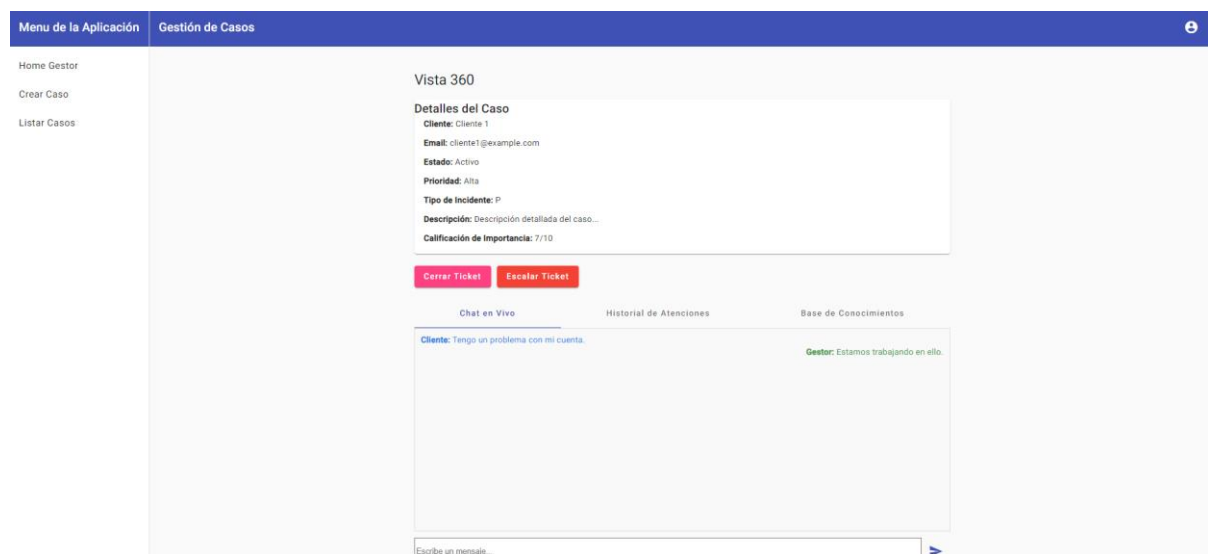 Menu de la Aplicación
Gestión de Casos
Home Gestor
Crear Caso
Listar Casos
Vista 360
Detalles del Caso
Cliente: Cliente 1
Email: cliente1@example.com
Estado: Activo
Prioridad: Alta
Tipo de Incidente: P
Descripción: Descripción detallada del caso...
Calificación de Importancia: 7/10
Cerrar Ticket
Escalar Ticket
Chat en Vivo
Historial de Atenciones
Base de Conocimientos
Cliente: Tengo un problema con mi cuenta.
Gestor: Estamos trabajando en ello.
Escribe un mensaje...